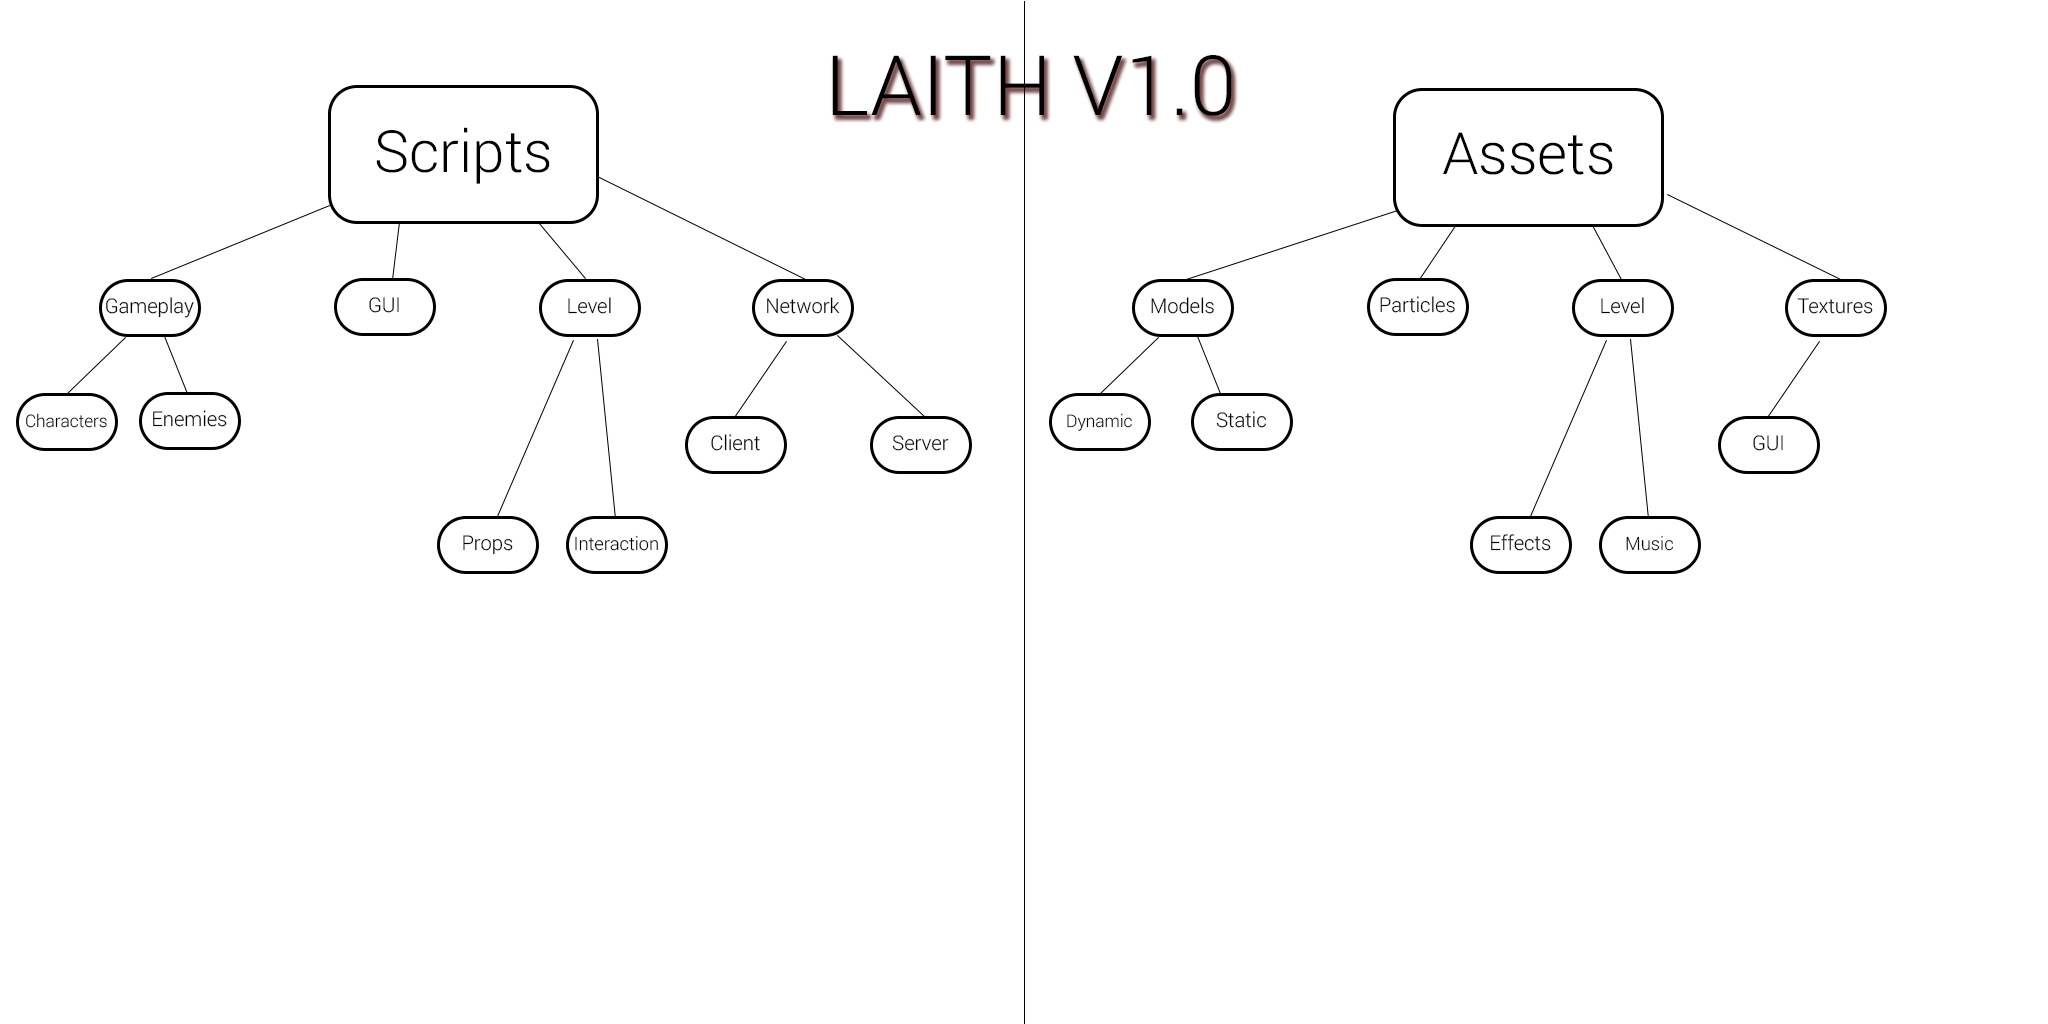 LAITH V1.0
Scripts
Gameplay
GUI
Level
Network
Characters
Enemies
Client
Server
Props
Interaction
Assets
Models
Particles
Level
Textures
Dynamic
Static
GUI
Effects
Music